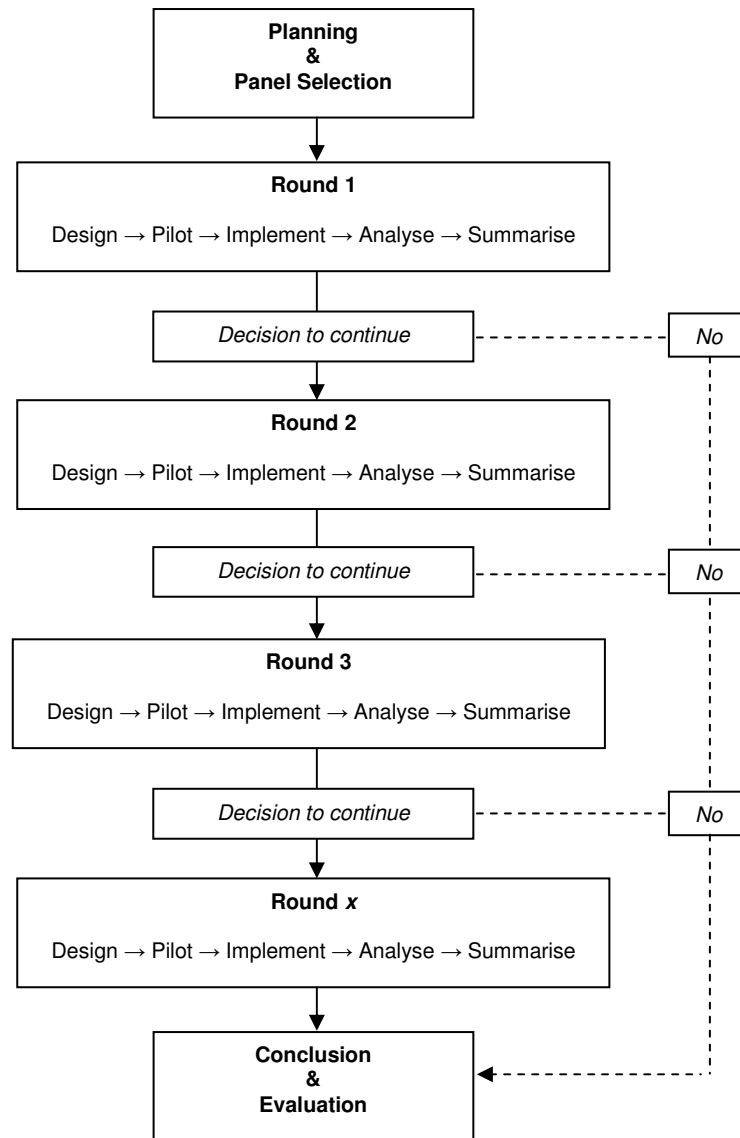 Planning
&
Panel Selection
Round 1
Design → Pilot → Implement → Analyse → Summarise
Decision to continue
No
Round 2
Design → Pilot → Implement → Analyse → Summarise
Decision to continue
No
Round 3
Design → Pilot → Implement → Analyse → Summarise
Decision to continue
No
Round x
Design → Pilot → Implement → Analyse → Summarise
Conclusion
&
Evaluation